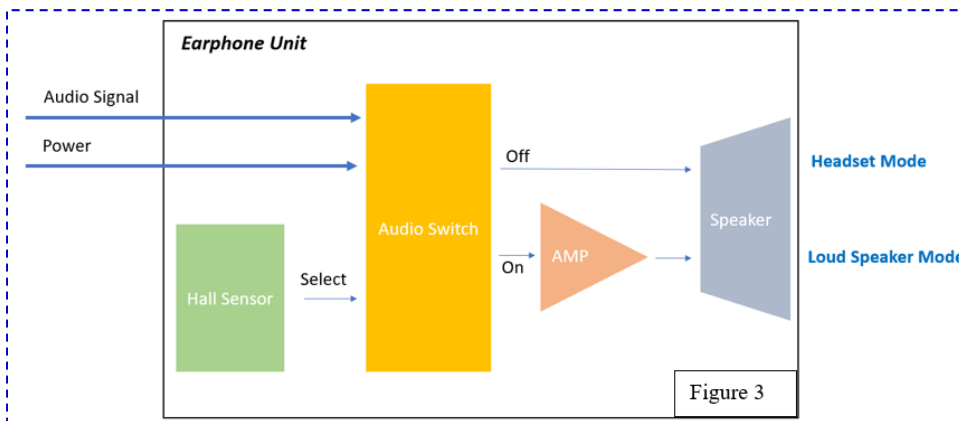 Earphone Unit
Audio Signal
Power
Off
Headset Mode
Speaker
Audio Switch
AMP
On
Loud Speaker Mode
Select
Hall Sensor
Figure 3